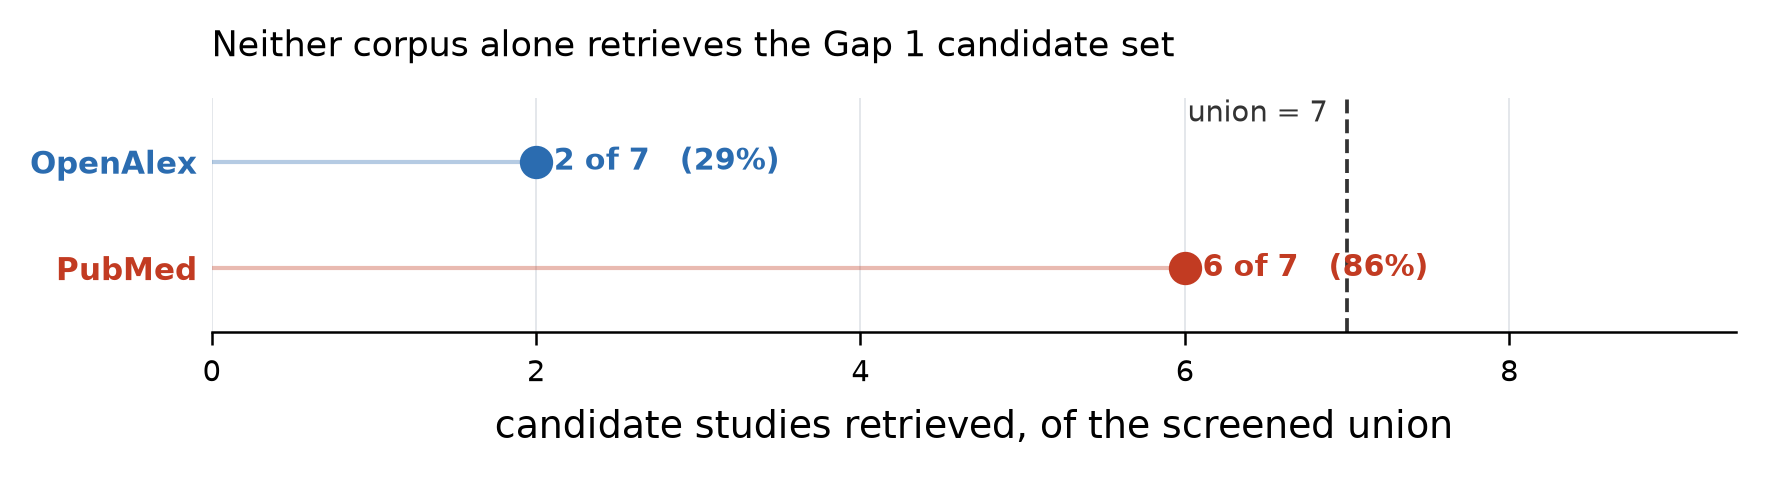 Neither corpus alone retrieves the Gap 1 candidate set
union = 7
OpenAlex 2 of 7 (29%)
PubMed 6 of 7 (86%)
0 2 4 6 8
candidate studies retrieved, of the screened union